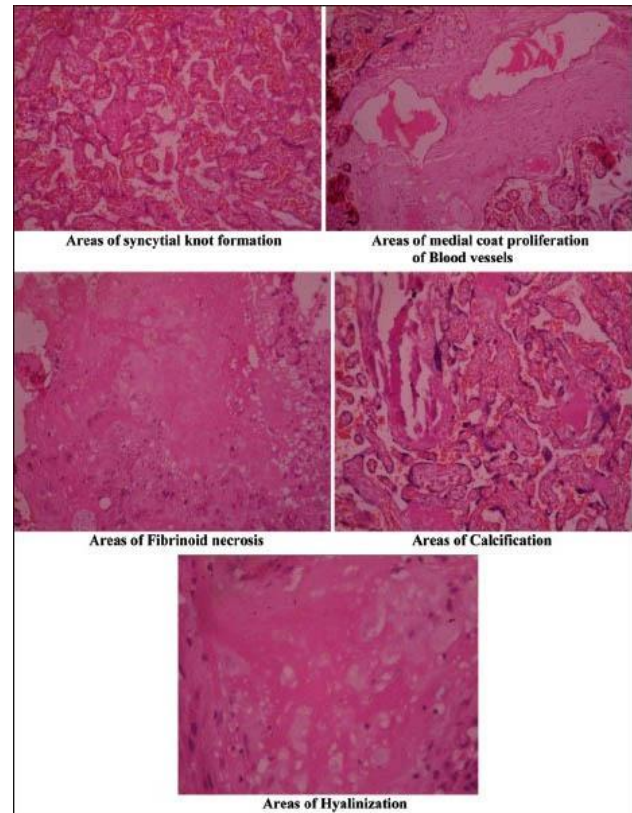 Areas of syncytial knot formation
Areas of medial coat proliferation
of Blood vessels
Areas of Fibrinoid necrosis
Areas of Calcification
Areas of Hyalinization